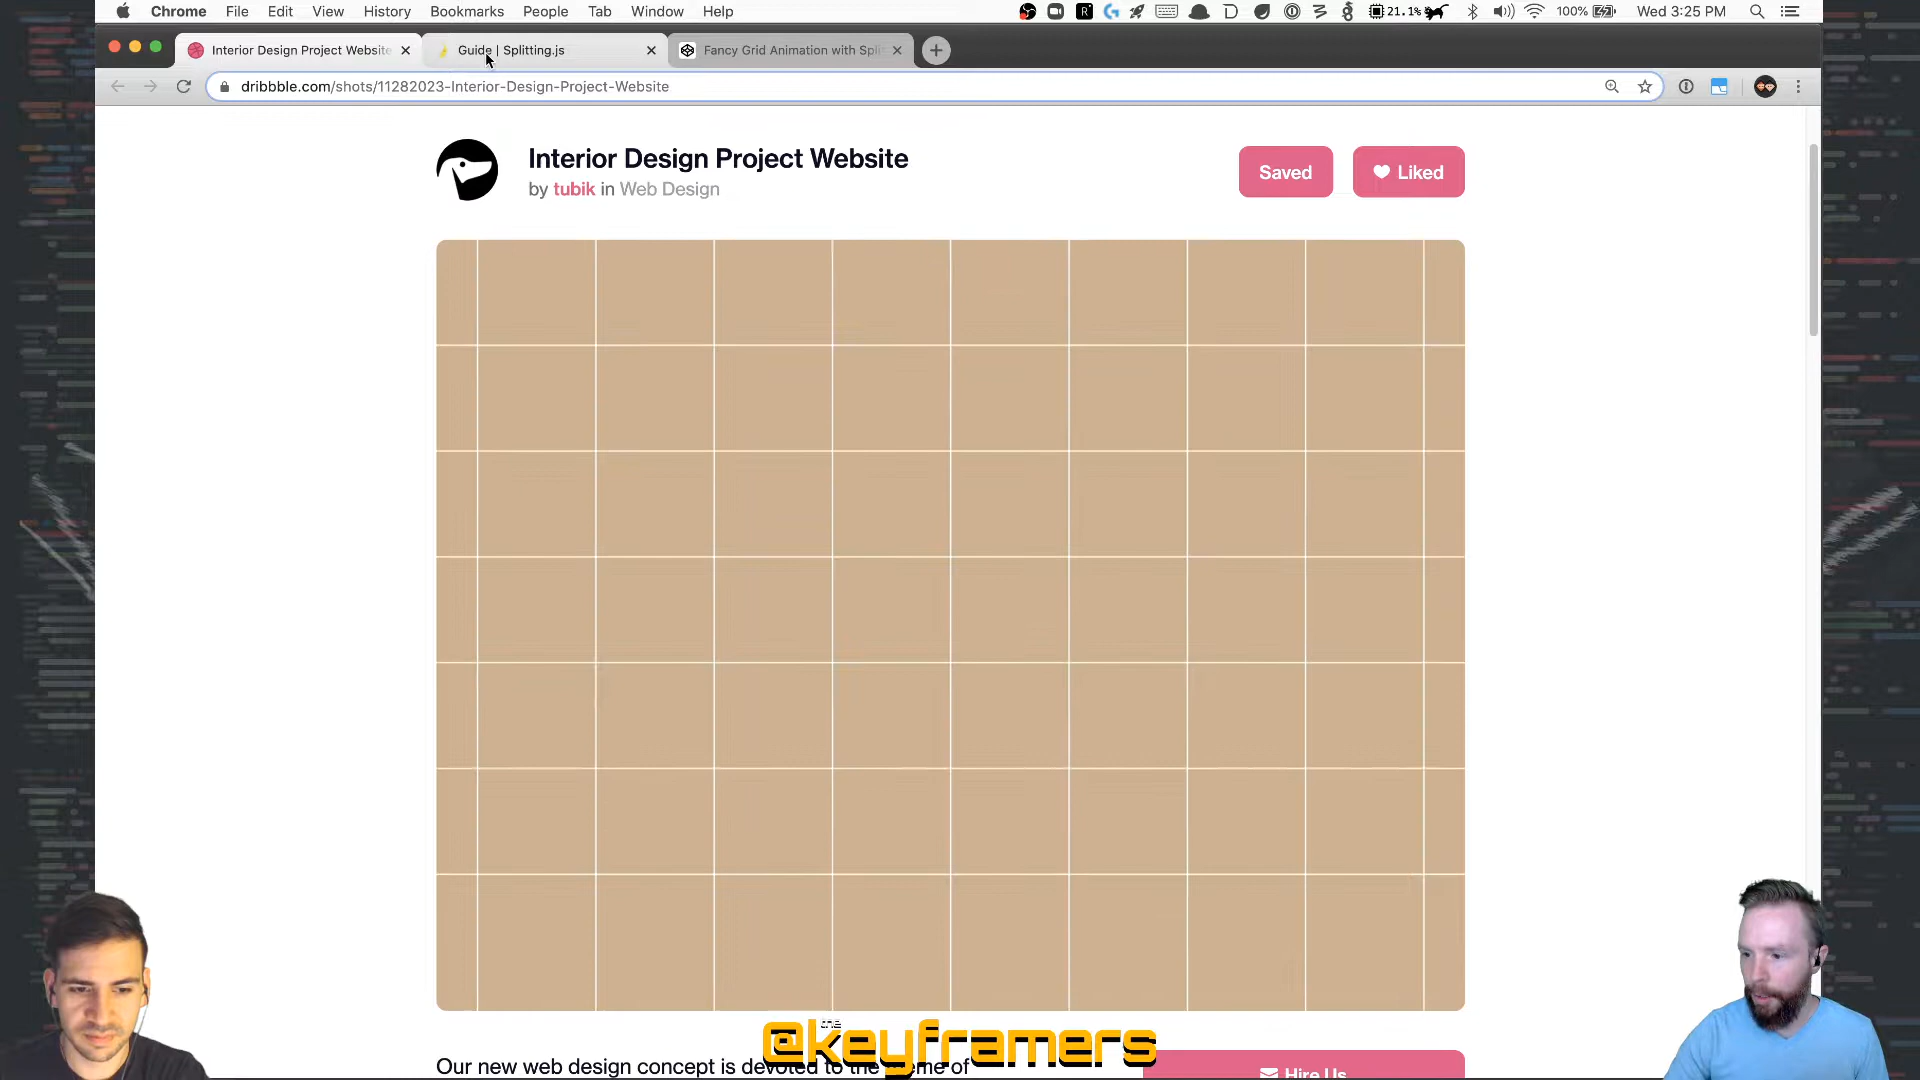 Chrome File Edit View History Bookmarks People Tab Window Help
21.1% 100% Wed 3:25 PM
Interior Design Project Website
Guide | Splitting.js
Fancy Grid Animation with Spli
dribbble.com/shots/11282023-Interior-Design-Project-Website
Interior Design Project Website
by tubik in Web Design
Saved
Liked
the
@keyframers
Our new web design concept is devoted to the theme of
Hire Us